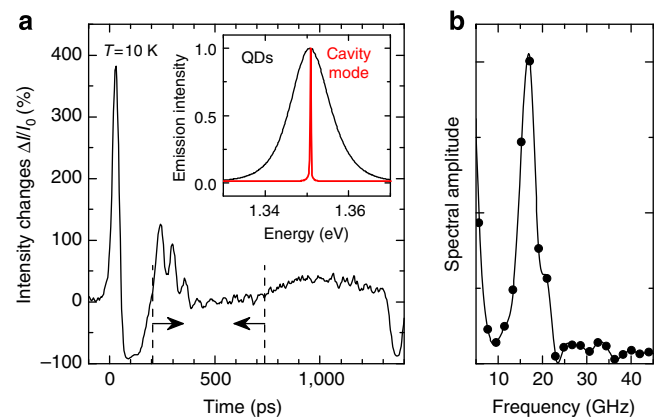 a
b
T=10 K
QDs
Cavity
mode
Emission intensity
1.0
0.5
0.0
1.34
1.36
Energy (eV)
Intensity changes ΔI/I0 (%)
450
400
300
200
100
0
−100
0
500
1,000
Time (ps)
Spectral amplitude
10
20
30
40
Frequency (GHz)